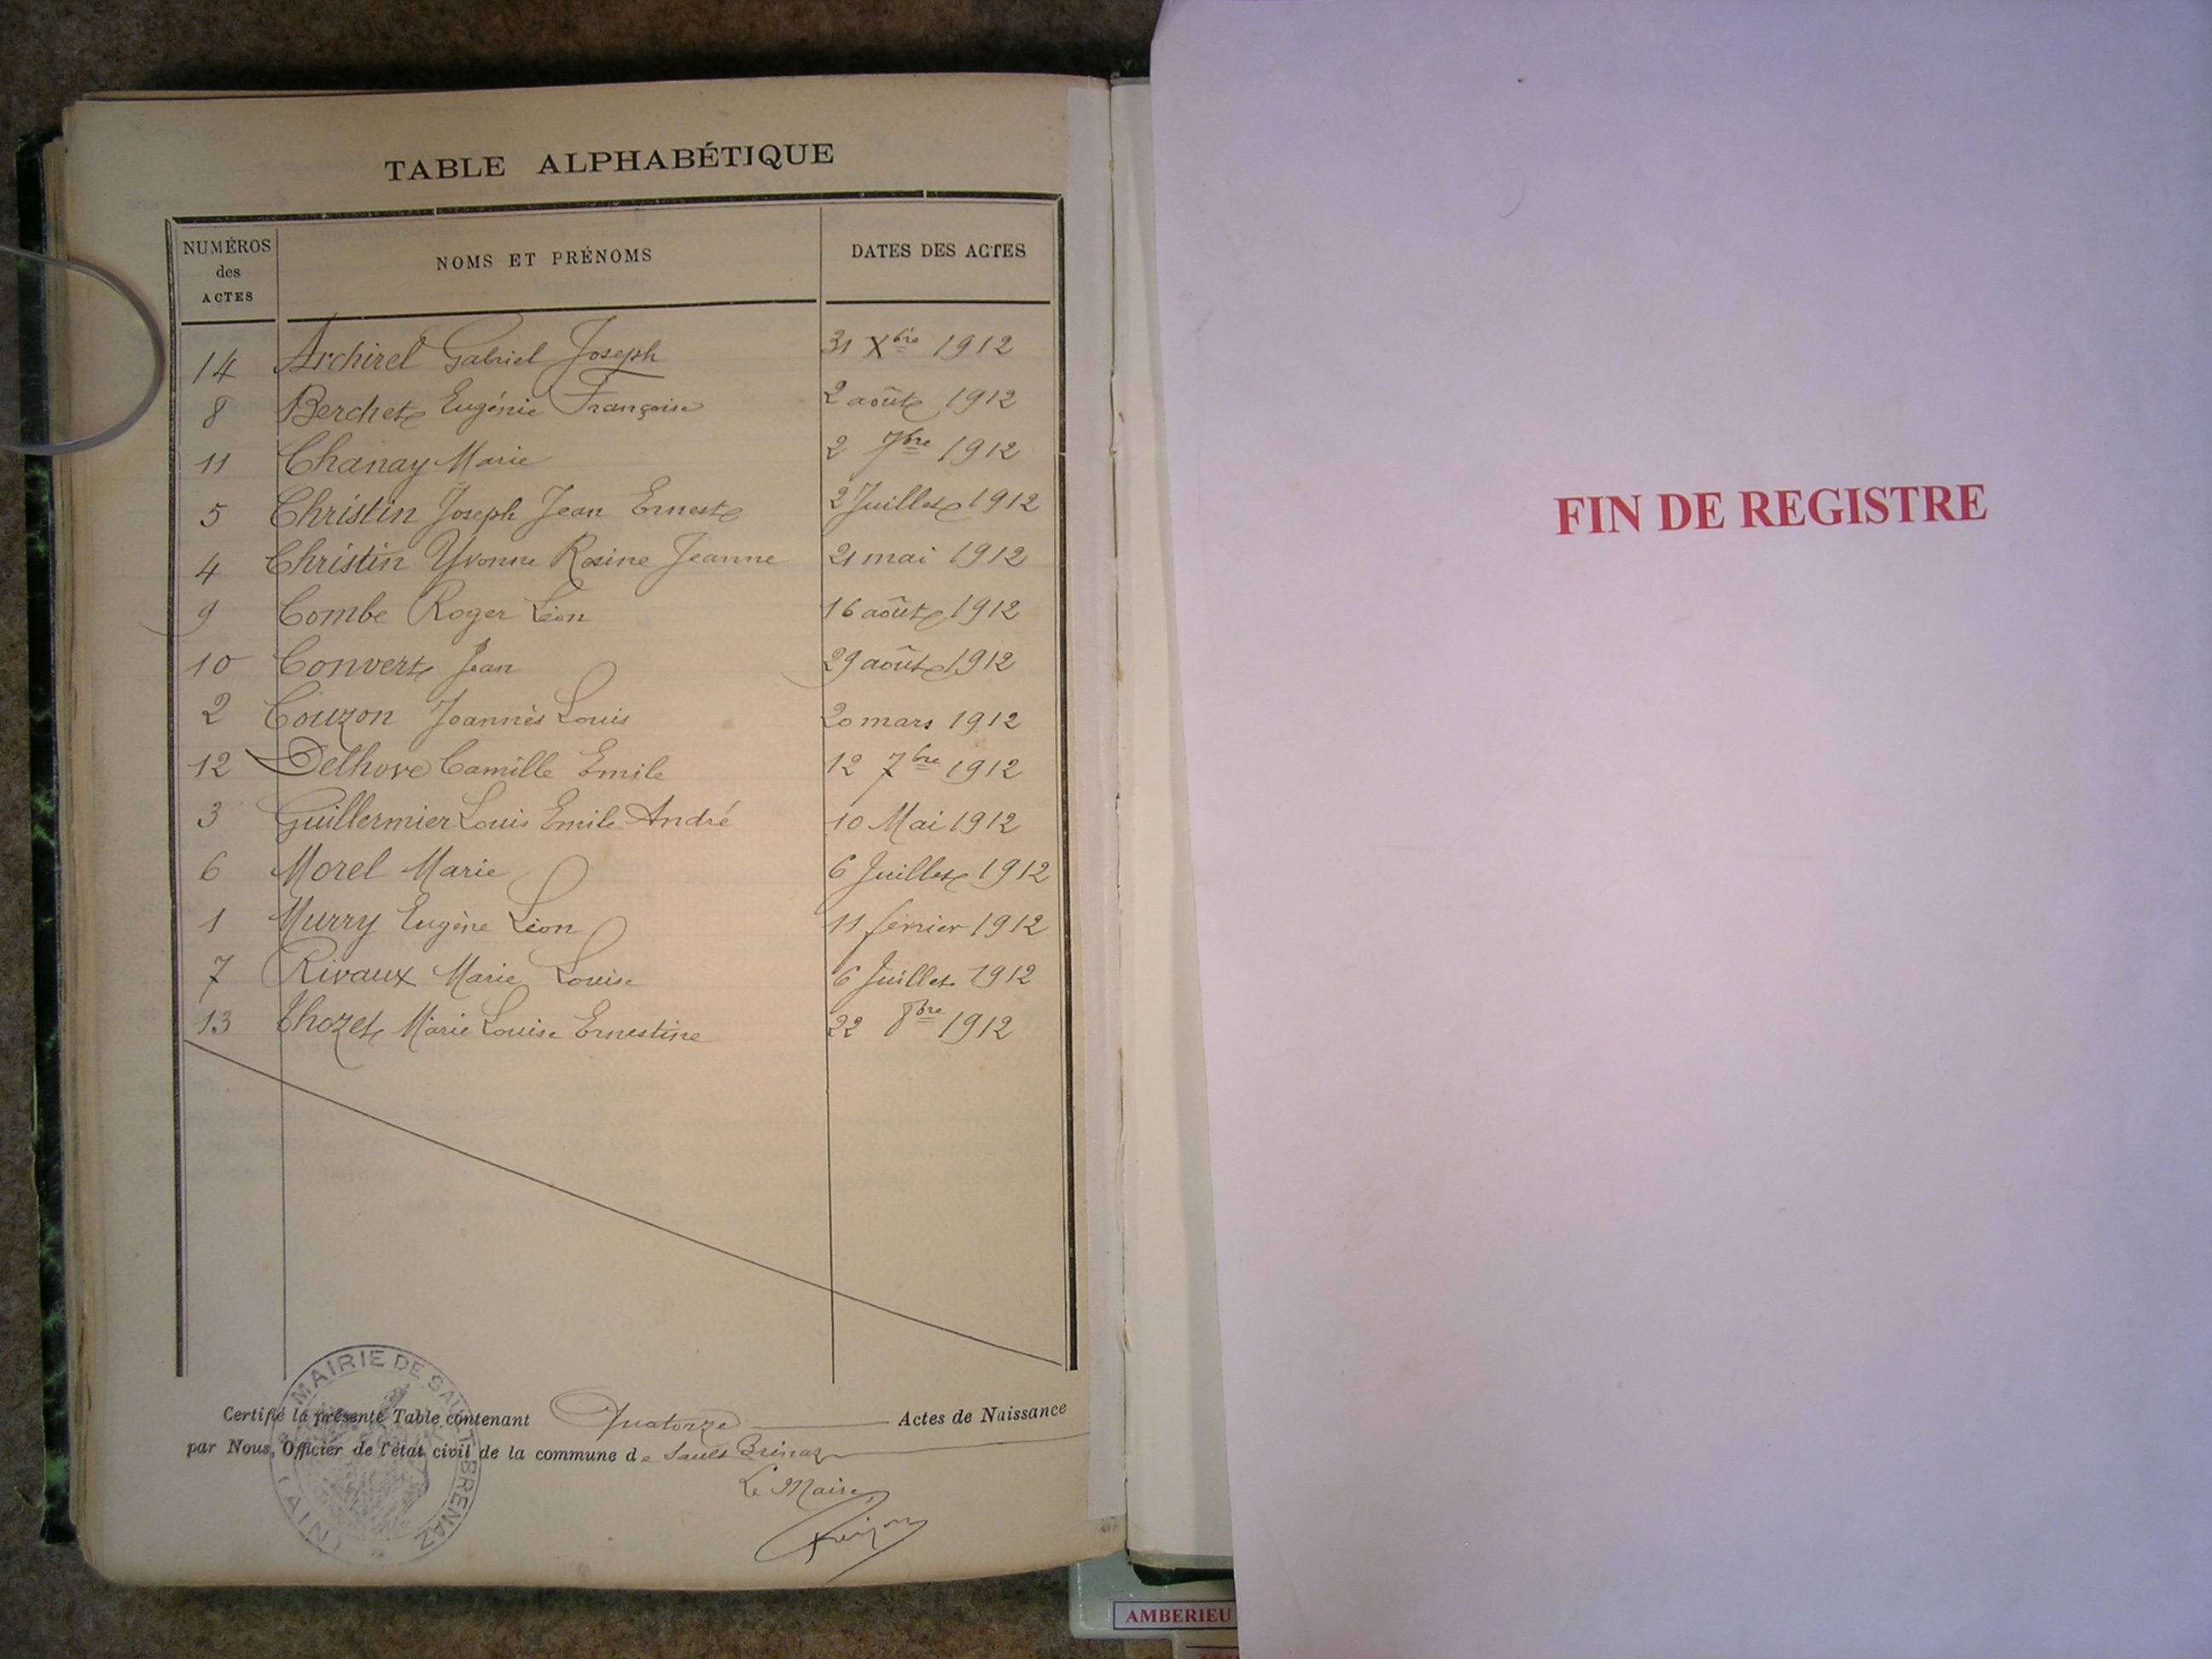 TABLE ALPHABÉTIQUE
NUMÉROS des ACTES NOMS ET PRÉNOMS DATES DES ACTES
14 Archirel Gabriel Joseph 31 Xbre 1912
8 Berchet Eugénie Françoise 2 août 1912
11 Chanay Marie 2 7bre 1912
5 Christin Joseph Jean Ernest 2 Juillet 1912
4 Christin Yvonne Rosine Jeanne 21 mai 1912
9 Combe Roger Léon 16 août 1912
10 Convert Jean 29 août 1912
2 Couzon Joannès Louis 20 mars 1912
12 Delhove Camille Emile 12 7bre 1912
3 Guillermier Louis Emile André 10 Mai 1912
6 Morel Marie 6 Juillet 1912
1 Murry Eugène Léon 11 février 1912
7 Rivaux Marie Louise 6 Juillet 1912
13 Thozet Marie Louise Ernestine 22 8bre 1912
Certifié la présente Table contenant Quatorze Actes de Naissance
par Nous, Officier de l'état civil de la commune de Sault Brénaz
Le Maire
MAIRIE DE SAULT-BRENAZ
(AIN)
FIN DE REGISTRE
AMBERIEU